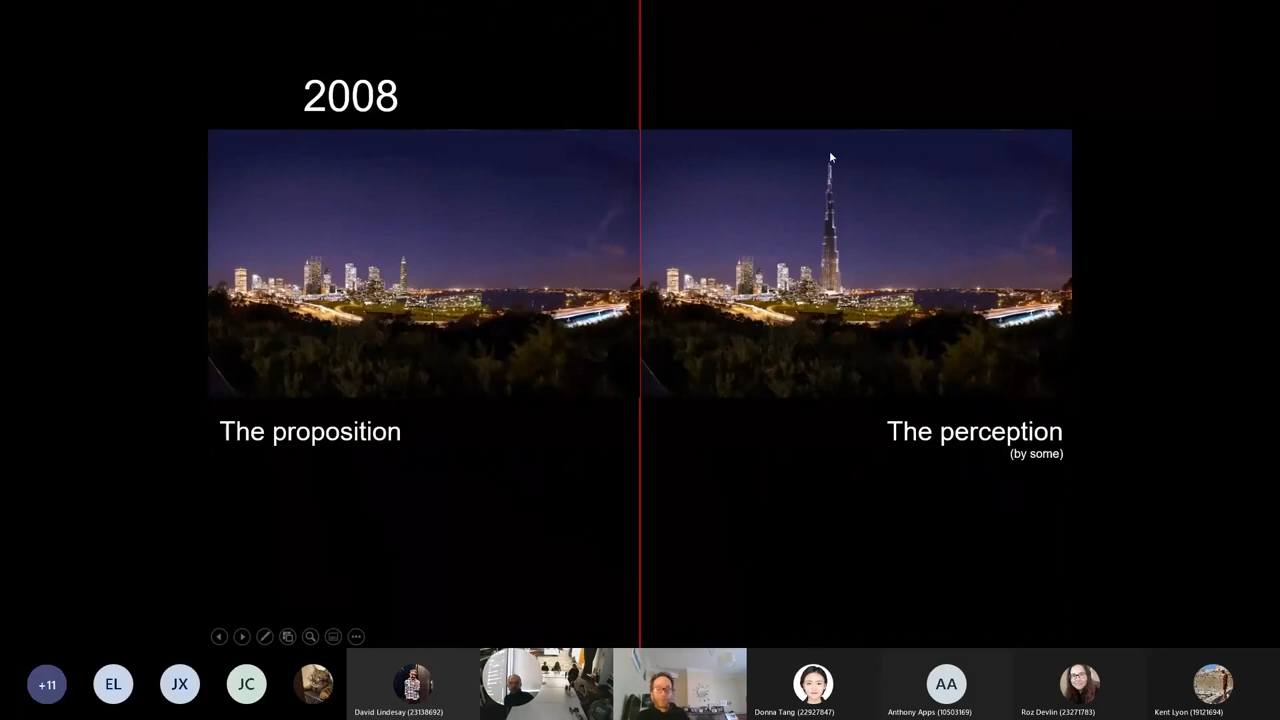 2008
The proposition
The perception
(by some)
+11
EL
JX
JC
AA
David Lindesay (23138692)
Donna Tang (22927847)
Anthony Apps (10503169)
Roz Devlin (23271783)
Kent Lyon (19121694)